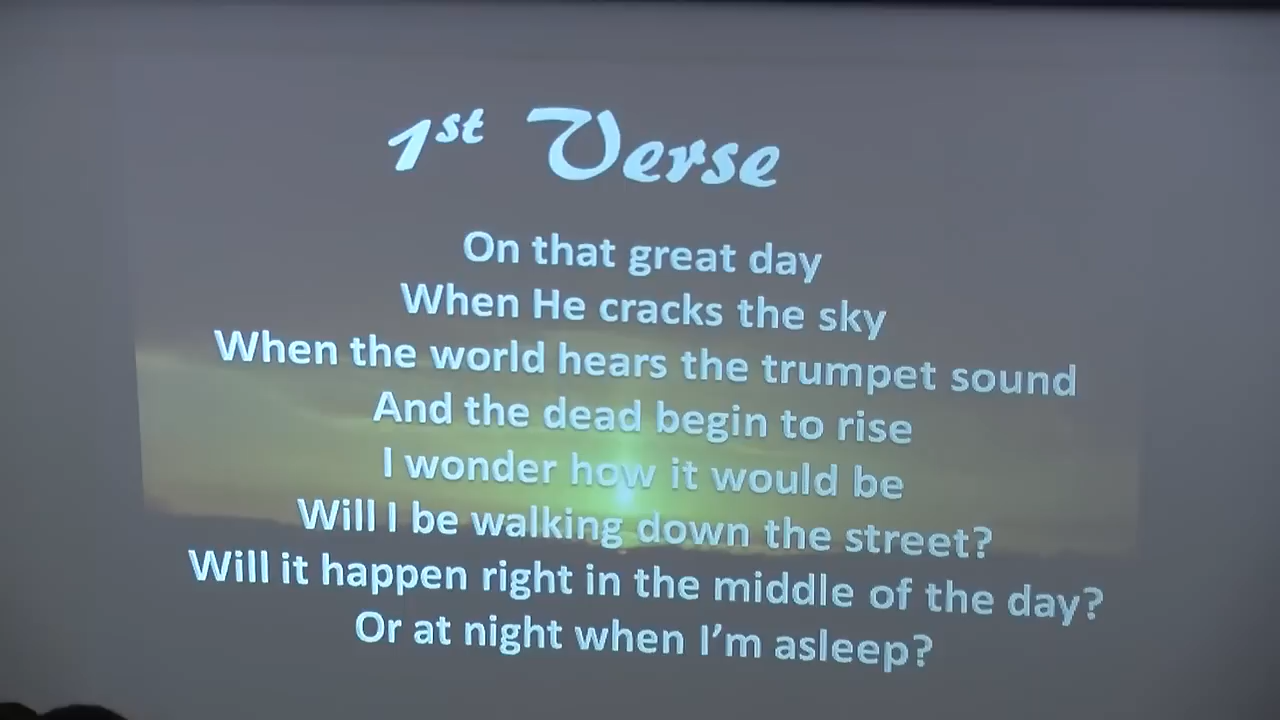 1st Verse
On that great day
When He cracks the sky
When the world hears the trumpet sound
And the dead begin to rise
I wonder how it would be
Will I be walking down the street?
Will it happen right in the middle of the day?
Or at night when I'm asleep?